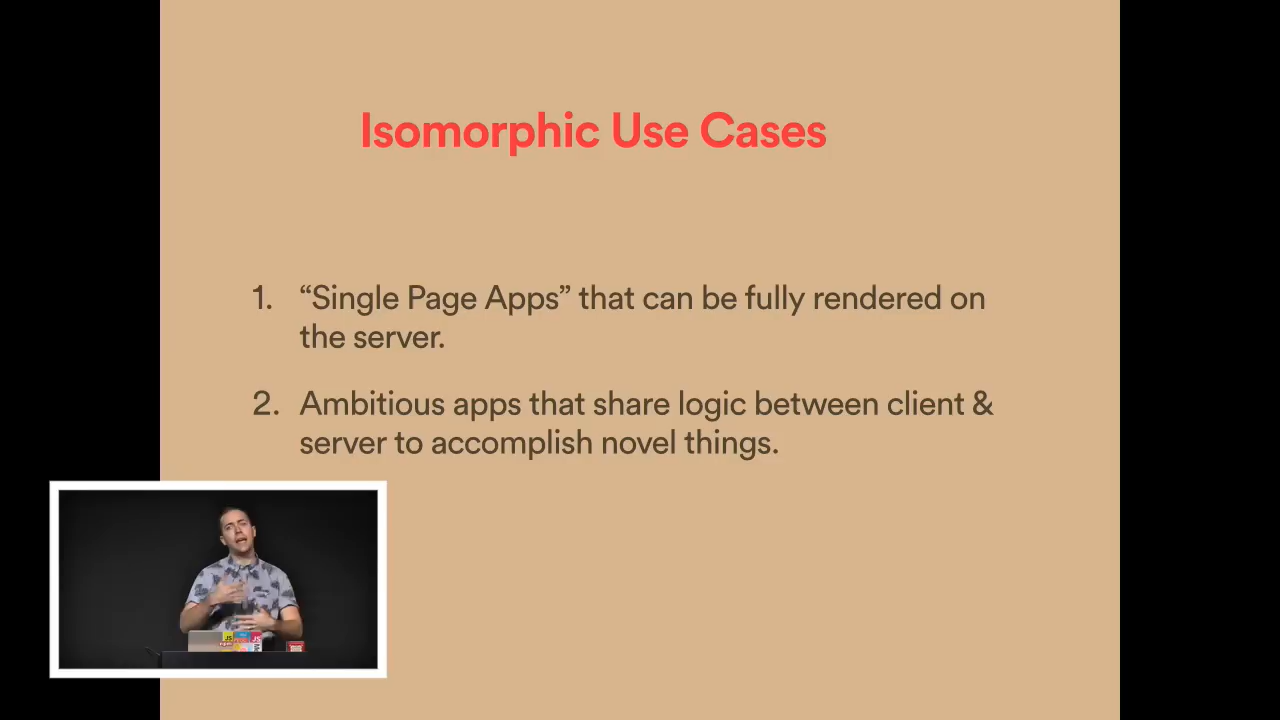 Isomorphic Use Cases
1. “Single Page Apps” that can be fully rendered on
the server.
2. Ambitious apps that share logic between client &
server to accomplish novel things.
JS